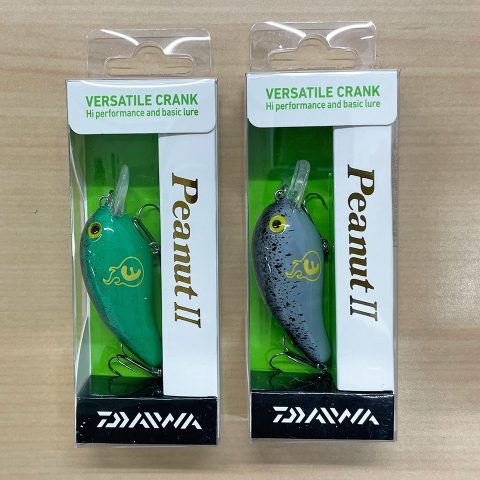 VERSATILE CRANK
Hi performance and basic lure
Peanut II
DAIWA
VERSATILE CRANK
Hi performance and basic lure
Peanut II
DAIWA